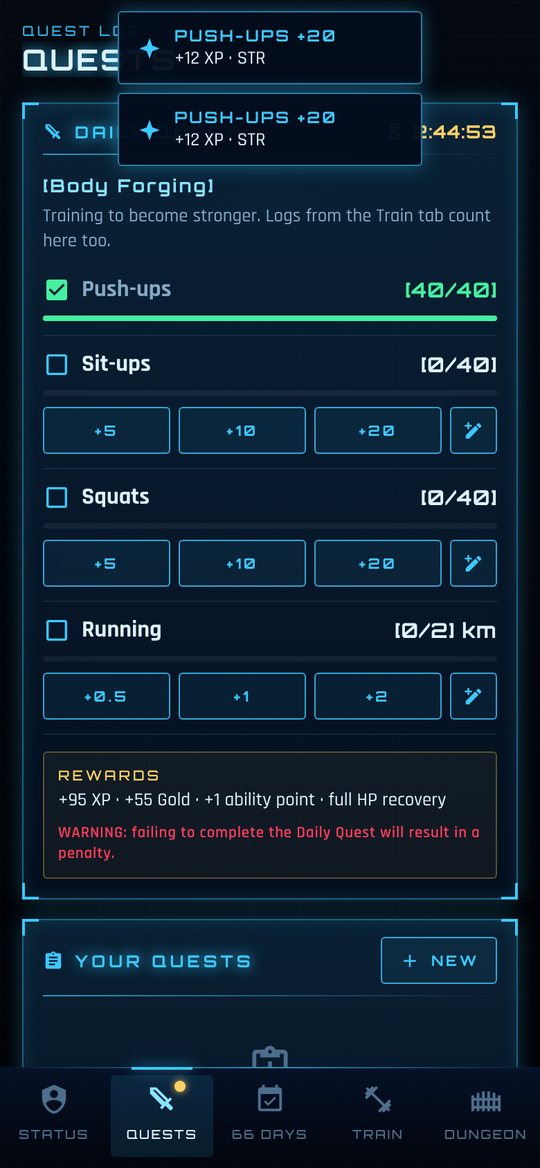 QUEST LO
QUES
PUSH-UPS +20
+12 XP · STR
PUSH-UPS +20
+12 XP · STR
DAI
2:44:53
[Body Forging]
Training to become stronger. Logs from the Train tab count
here too.
Push-ups [40/40]
Sit-ups [0/40]
+5 +10 +20
Squats [0/40]
+5 +10 +20
Running [0/2] km
+0.5 +1 +2
REWARDS
+95 XP · +55 Gold · +1 ability point · full HP recovery
WARNING: failing to complete the Daily Quest will result in a
penalty.
YOUR QUESTS
+ NEW
STATUS QUESTS 66 DAYS TRAIN DUNGEON